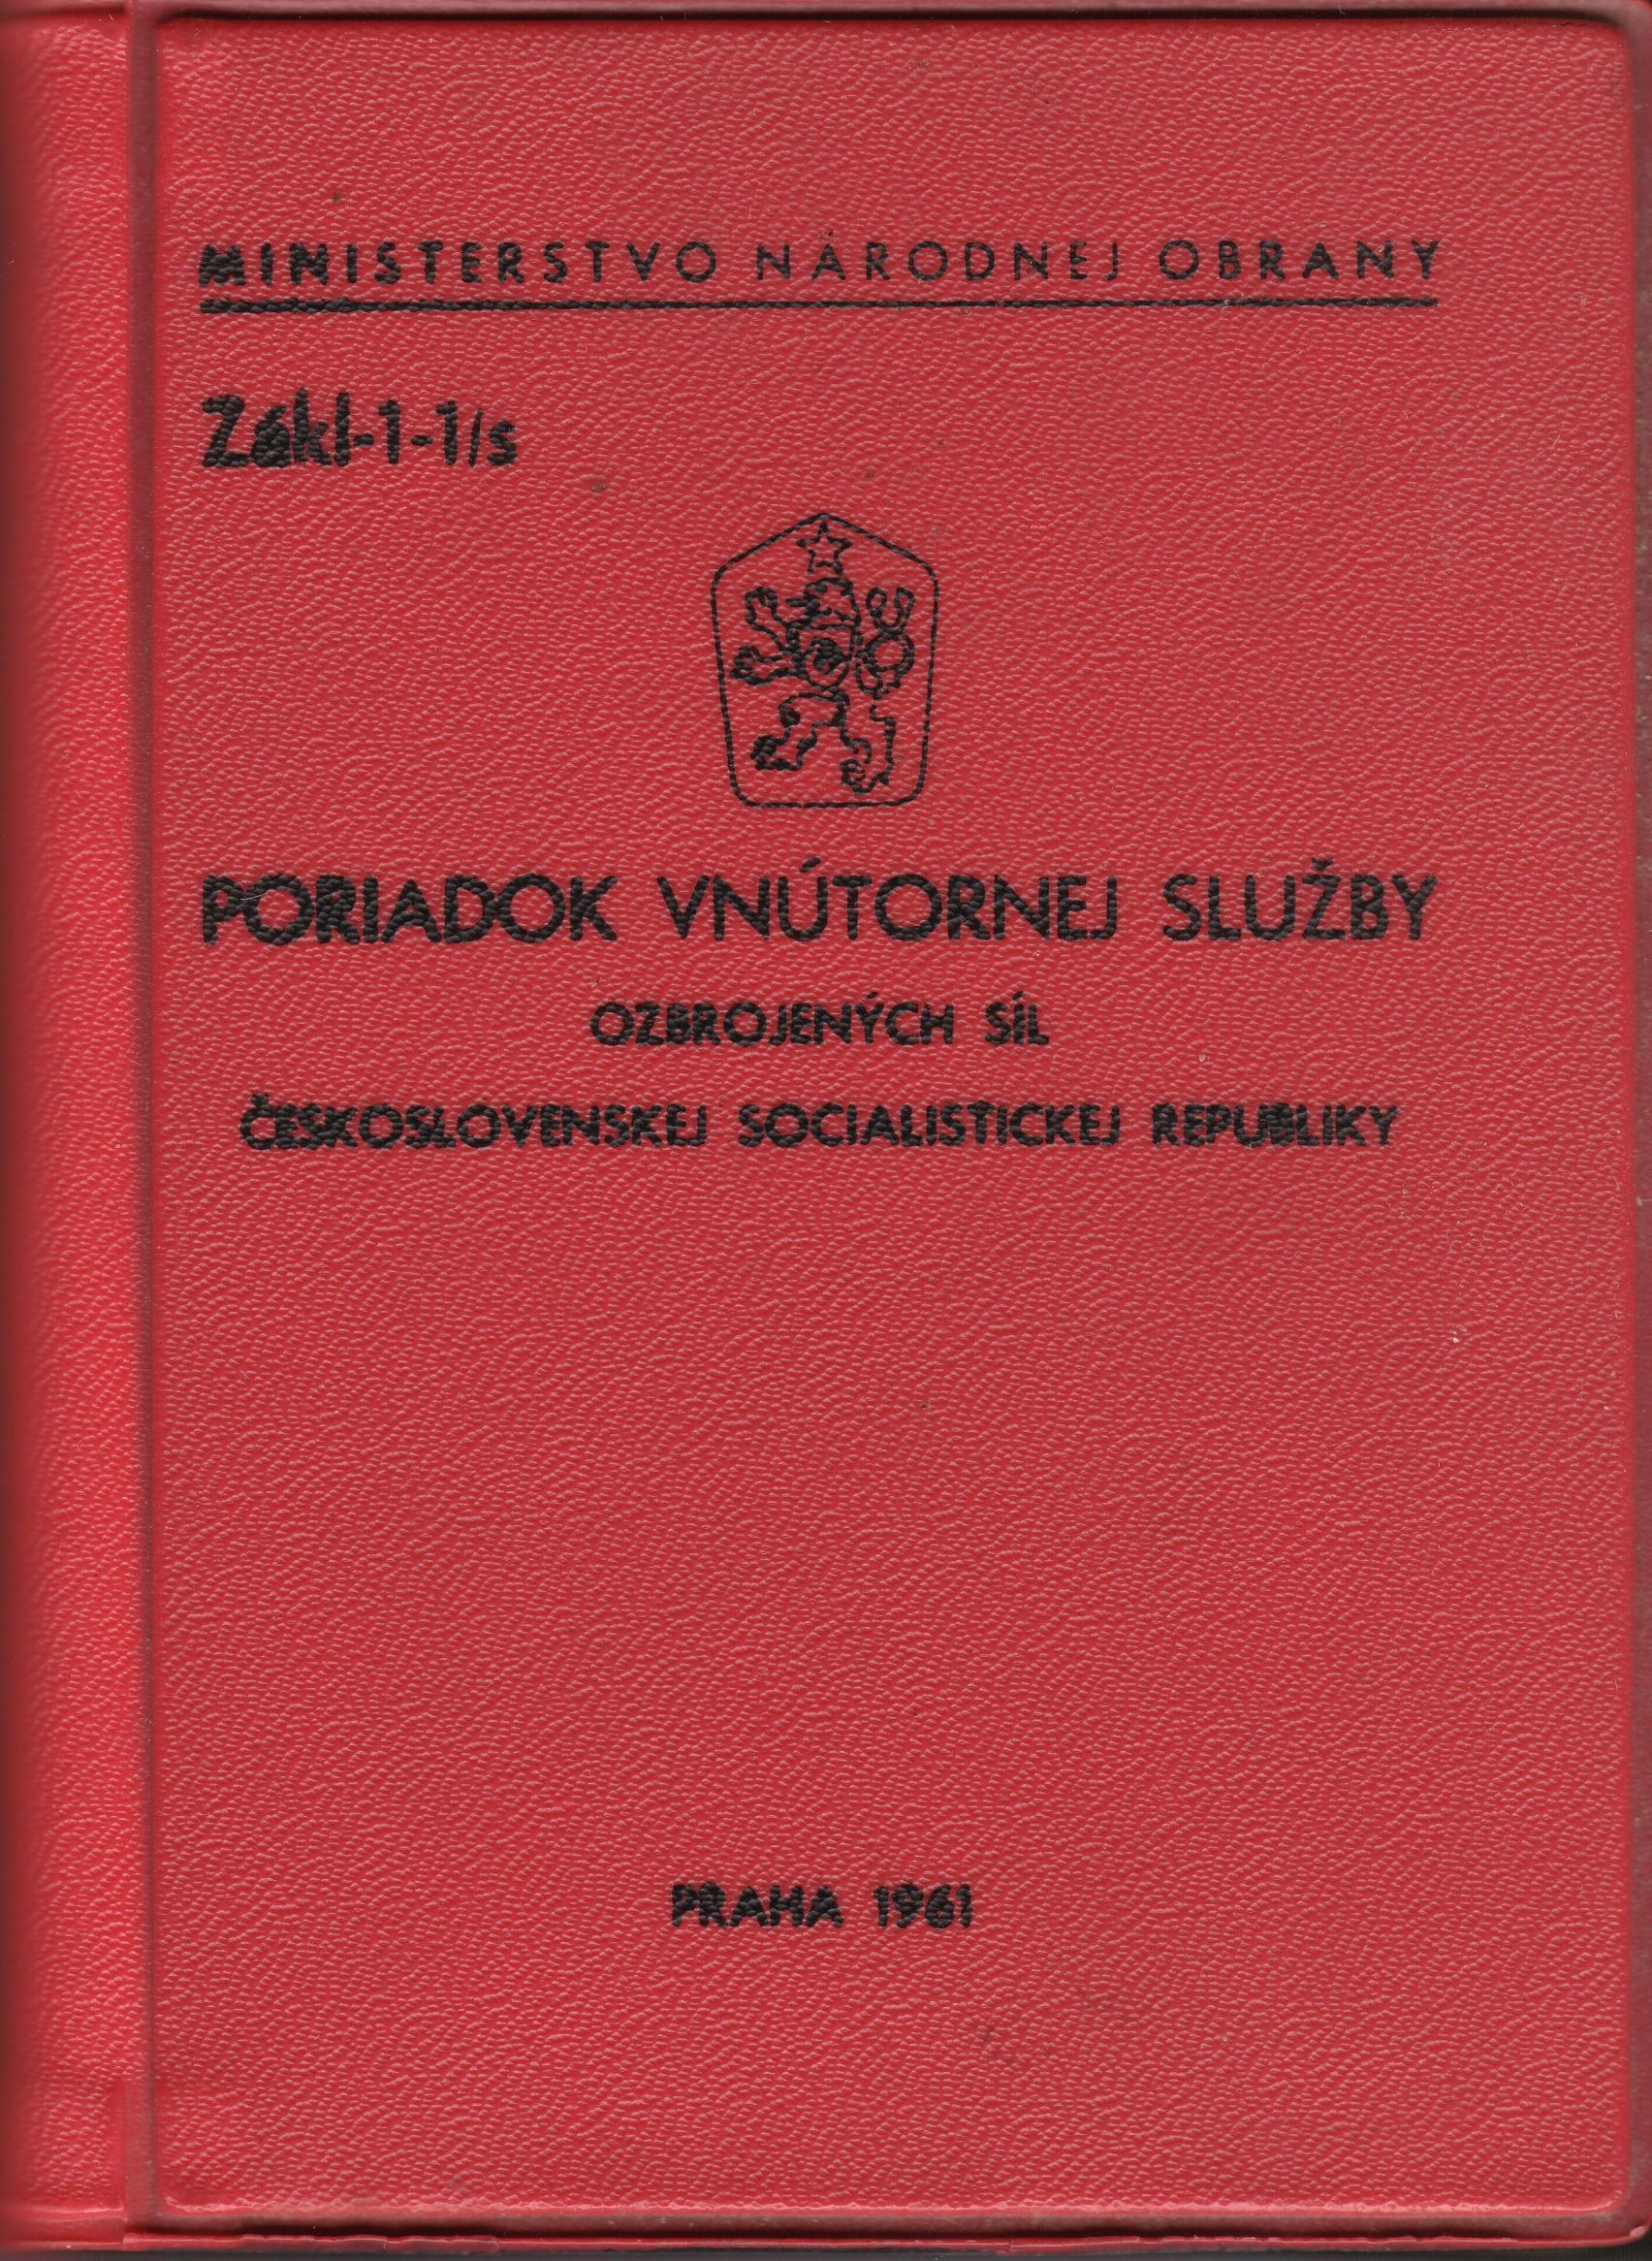 MINISTERSTVO NÁRODNEJ OBRANY
Zákl-1-1/s
PORIADOK VNÚTORNEJ SLUŽBY
OZBROJENÝCH SÍL
ČESKOSLOVENSKEJ SOCIALISTICKEJ REPUBLIKY
PRAHA 1961